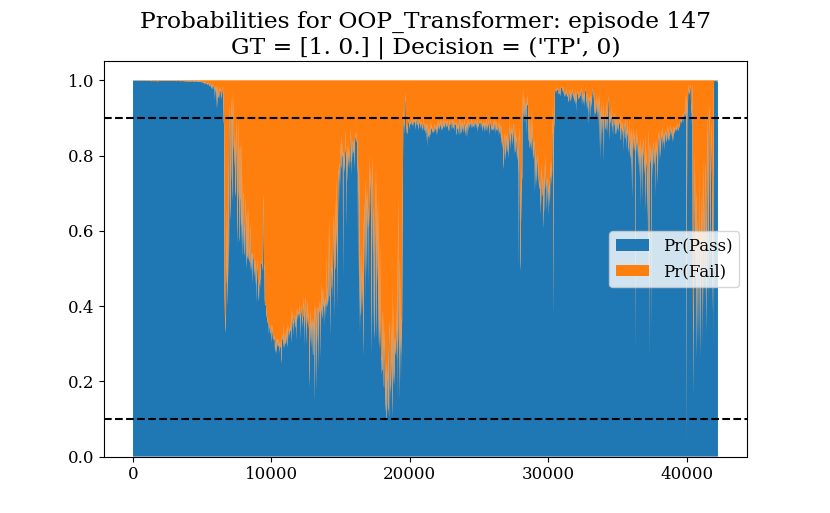 Probabilities for OOP_Transformer: episode 147
GT = [1. 0.] | Decision = ('TP', 0)
1.0
0.8
0.6
0.4
0.2
0.0
Pr(Pass)
Pr(Fail)
0
10000
20000
30000
40000